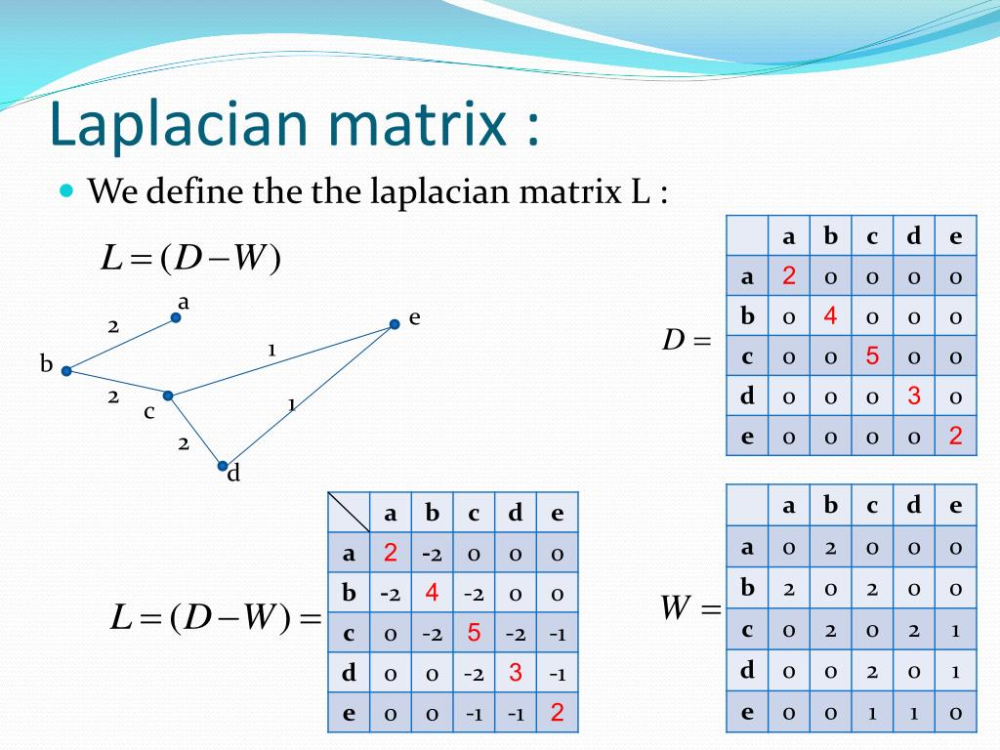 Laplacian matrix :
We define the the laplacian matrix L :
L = (D – W)
a
e
2
1
b
2
c
1
2
d
D =
a b c d e
a 2 0 0 0 0
b 0 4 0 0 0
c 0 0 5 0 0
d 0 0 0 3 0
e 0 0 0 0 2
L = (D – W) =
a b c d e
a 2 -2 0 0 0
b -2 4 -2 0 0
c 0 -2 5 -2 -1
d 0 0 -2 3 -1
e 0 0 -1 -1 2
W =
a b c d e
a 0 2 0 0 0
b 2 0 2 0 0
c 0 2 0 2 1
d 0 0 2 0 1
e 0 0 1 1 0